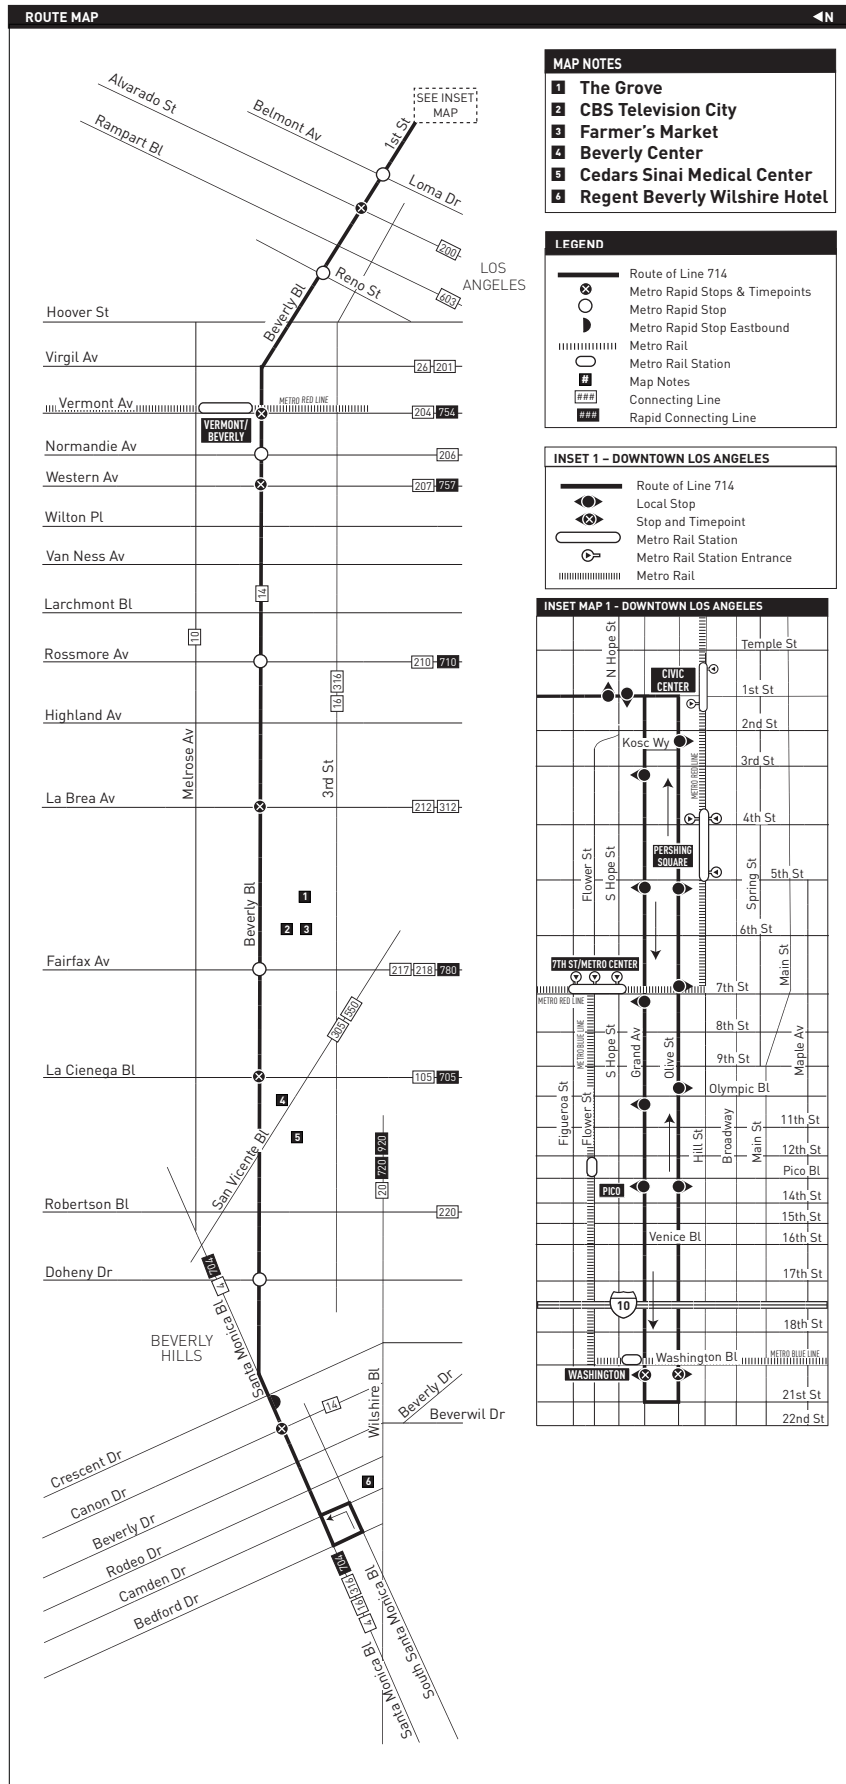 ROUTE MAP
N
SEE INSET
MAP
Alvarado St
Belmont Av
Rampart Bl
1st St
Loma Dr
200
LOS
ANGELES
Reno St
603
Beverly Bl
Hoover St
Virgil Av
26 201
Vermont Av
METRO RED LINE
204 754
VERMONT/
BEVERLY
Normandie Av
206
Western Av
207 757
Wilton Pl
Van Ness Av
14
Larchmont Bl
10
Rossmore Av
210 710
16 316
Highland Av
Melrose Av
3rd St
La Brea Av
212 312
1
Beverly Bl
2 3
Fairfax Av
217 218 780
305 550
La Cienega Bl
105 705
4
5
San Vicente Bl
20 720 920
Robertson Bl
220
704
4
Doheny Dr
BEVERLY
HILLS
Santa Monica Bl
Wilshire Bl
Beverly Dr
14
Beverwil Dr
Crescent Dr
6
Canon Dr
Beverly Dr
Rodeo Dr
Camden Dr
Bedford Dr
704
16 316
4
Santa Monica Bl
South Santa Monica Bl
MAP NOTES
1 The Grove
2 CBS Television City
3 Farmer's Market
4 Beverly Center
5 Cedars Sinai Medical Center
6 Regent Beverly Wilshire Hotel
LEGEND
Route of Line 714
Metro Rapid Stops & Timepoints
Metro Rapid Stop
Metro Rapid Stop Eastbound
Metro Rail
Metro Rail Station
# Map Notes
### Connecting Line
### Rapid Connecting Line
INSET 1 – DOWNTOWN LOS ANGELES
Route of Line 714
Local Stop
Stop and Timepoint
Metro Rail Station
Metro Rail Station Entrance
Metro Rail
INSET MAP 1 - DOWNTOWN LOS ANGELES
N Hope St
Temple St
CIVIC
CENTER
1st St
2nd St
Kosc Wy
3rd St
METRO RED LINE
4th St
PERSHING
SQUARE
Flower St
S Hope St
Spring St
5th St
6th St
7TH ST/METRO CENTER
Main St
7th St
METRO RED LINE
METRO BLUE LINE
S Hope St
Grand Av
Olive St
8th St
9th St
Maple Av
Olympic Bl
Figueroa St
Flower St
Hill St
Broadway
Main St
11th St
12th St
Pico Bl
PICO
14th St
15th St
Venice Bl
16th St
17th St
10
18th St
Washington Bl
METRO BLUE LINE
WASHINGTON
21st St
22nd St